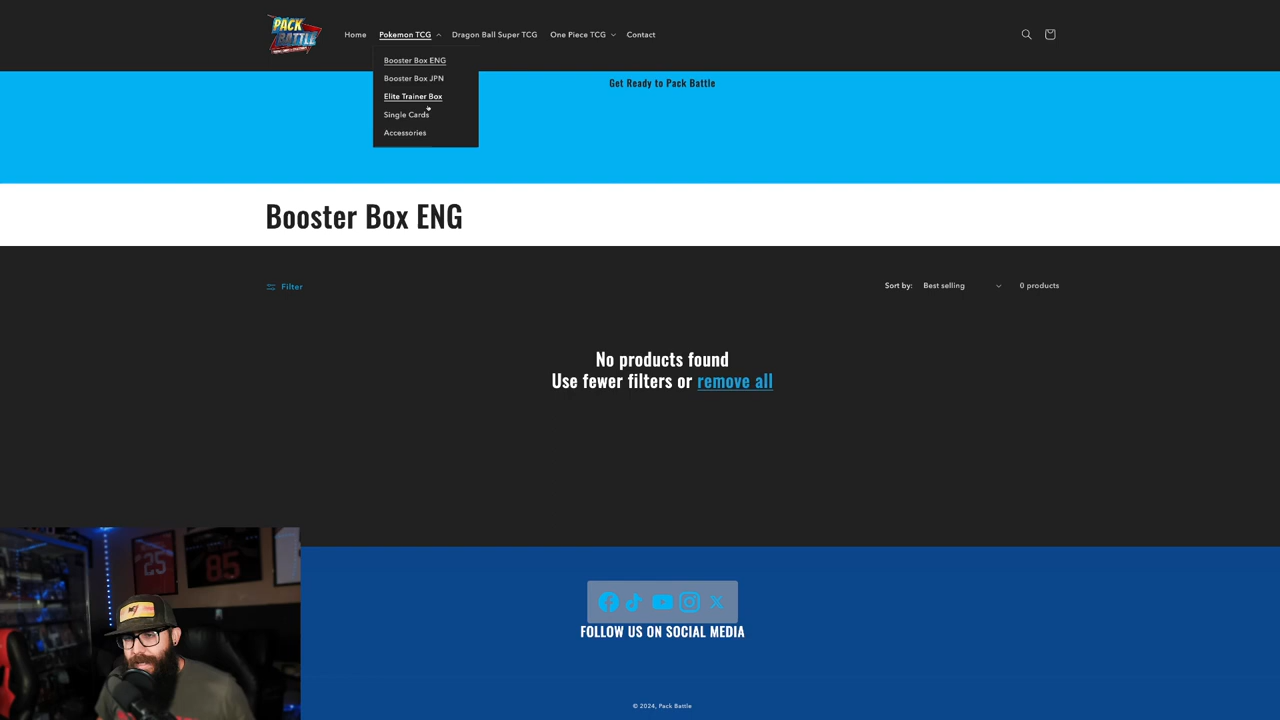 PACK
BATTLE
Home
Pokemon TCG
Dragon Ball Super TCG
One Piece TCG
Contact
Booster Box ENG
Booster Box JPN
Elite Trainer Box
Single Cards
Accessories
Get Ready to Pack Battle
Booster Box ENG
Filter
Sort by:
Best selling
0 products
No products found
Use fewer filters or remove all
25
85
FOLLOW US ON SOCIAL MEDIA
© 2024, Pack Battle